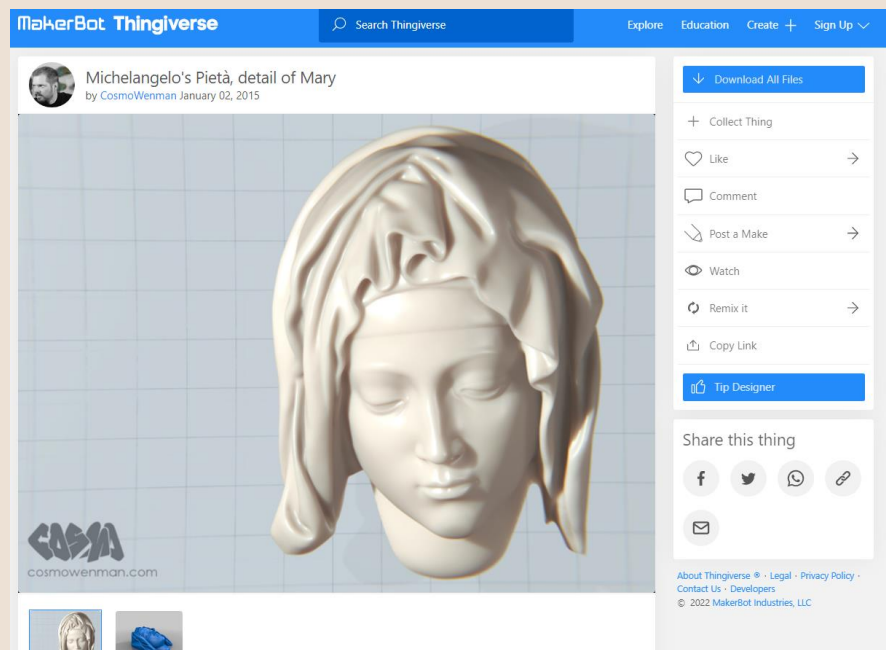 MakerBot Thingiverse
Search Thingiverse
Explore
Education
Create
Sign Up
Michelangelo's Pietà, detail of Mary
by CosmoWenman January 02, 2015
COSMO
cosmowenman.com
Download All Files
Collect Thing
Like
Comment
Post a Make
Watch
Remix it
Copy Link
Tip Designer
Share this thing
About Thingiverse ® · Legal · Privacy Policy ·
Contact Us · Developers
© 2022 MakerBot Industries, LLC